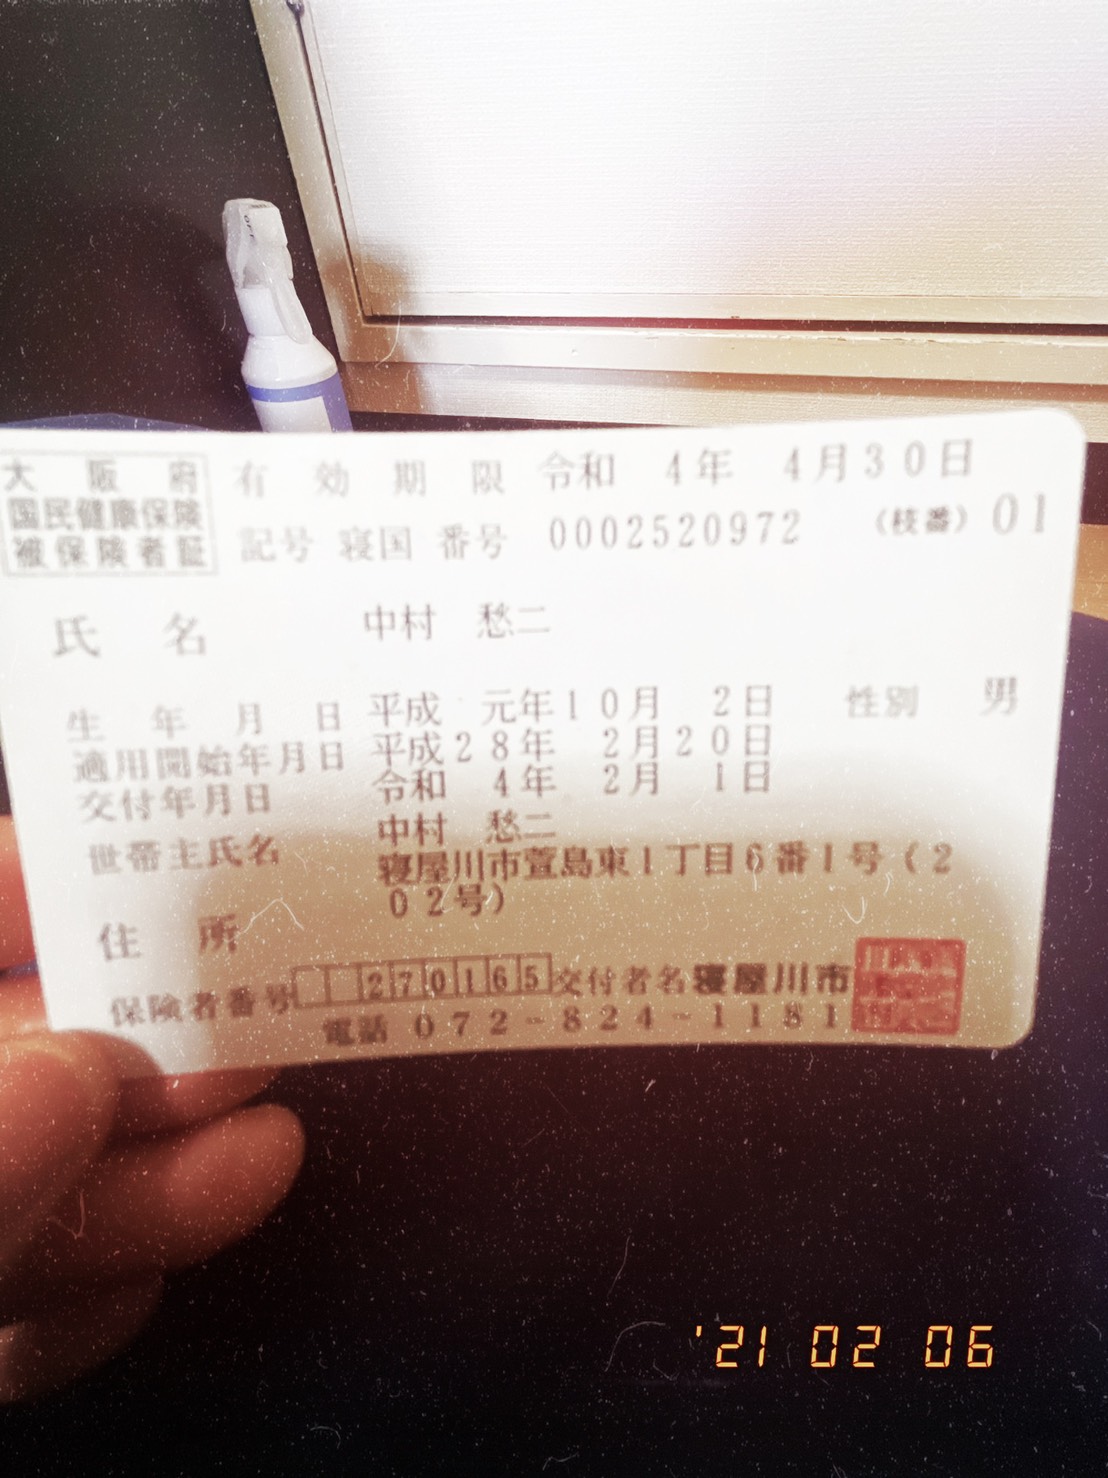 大阪府
国民健康保険
被保険者証
有効期限 令和 4年 4月30日
記号 寝国 番号 0002520972 (枝番) 01
氏名 中村 愁二
生年月日 平成 元年10月 2日 性別 男
適用開始年月日 平成28年 2月20日
交付年月日 令和 4年 2月 1日
世帯主氏名 中村 愁二
住所 寝屋川市萱島東1丁目6番1号(2
02号)
保険者番号 270165 交付者名 寝屋川市
電話 072-824-1181
'21 02 06